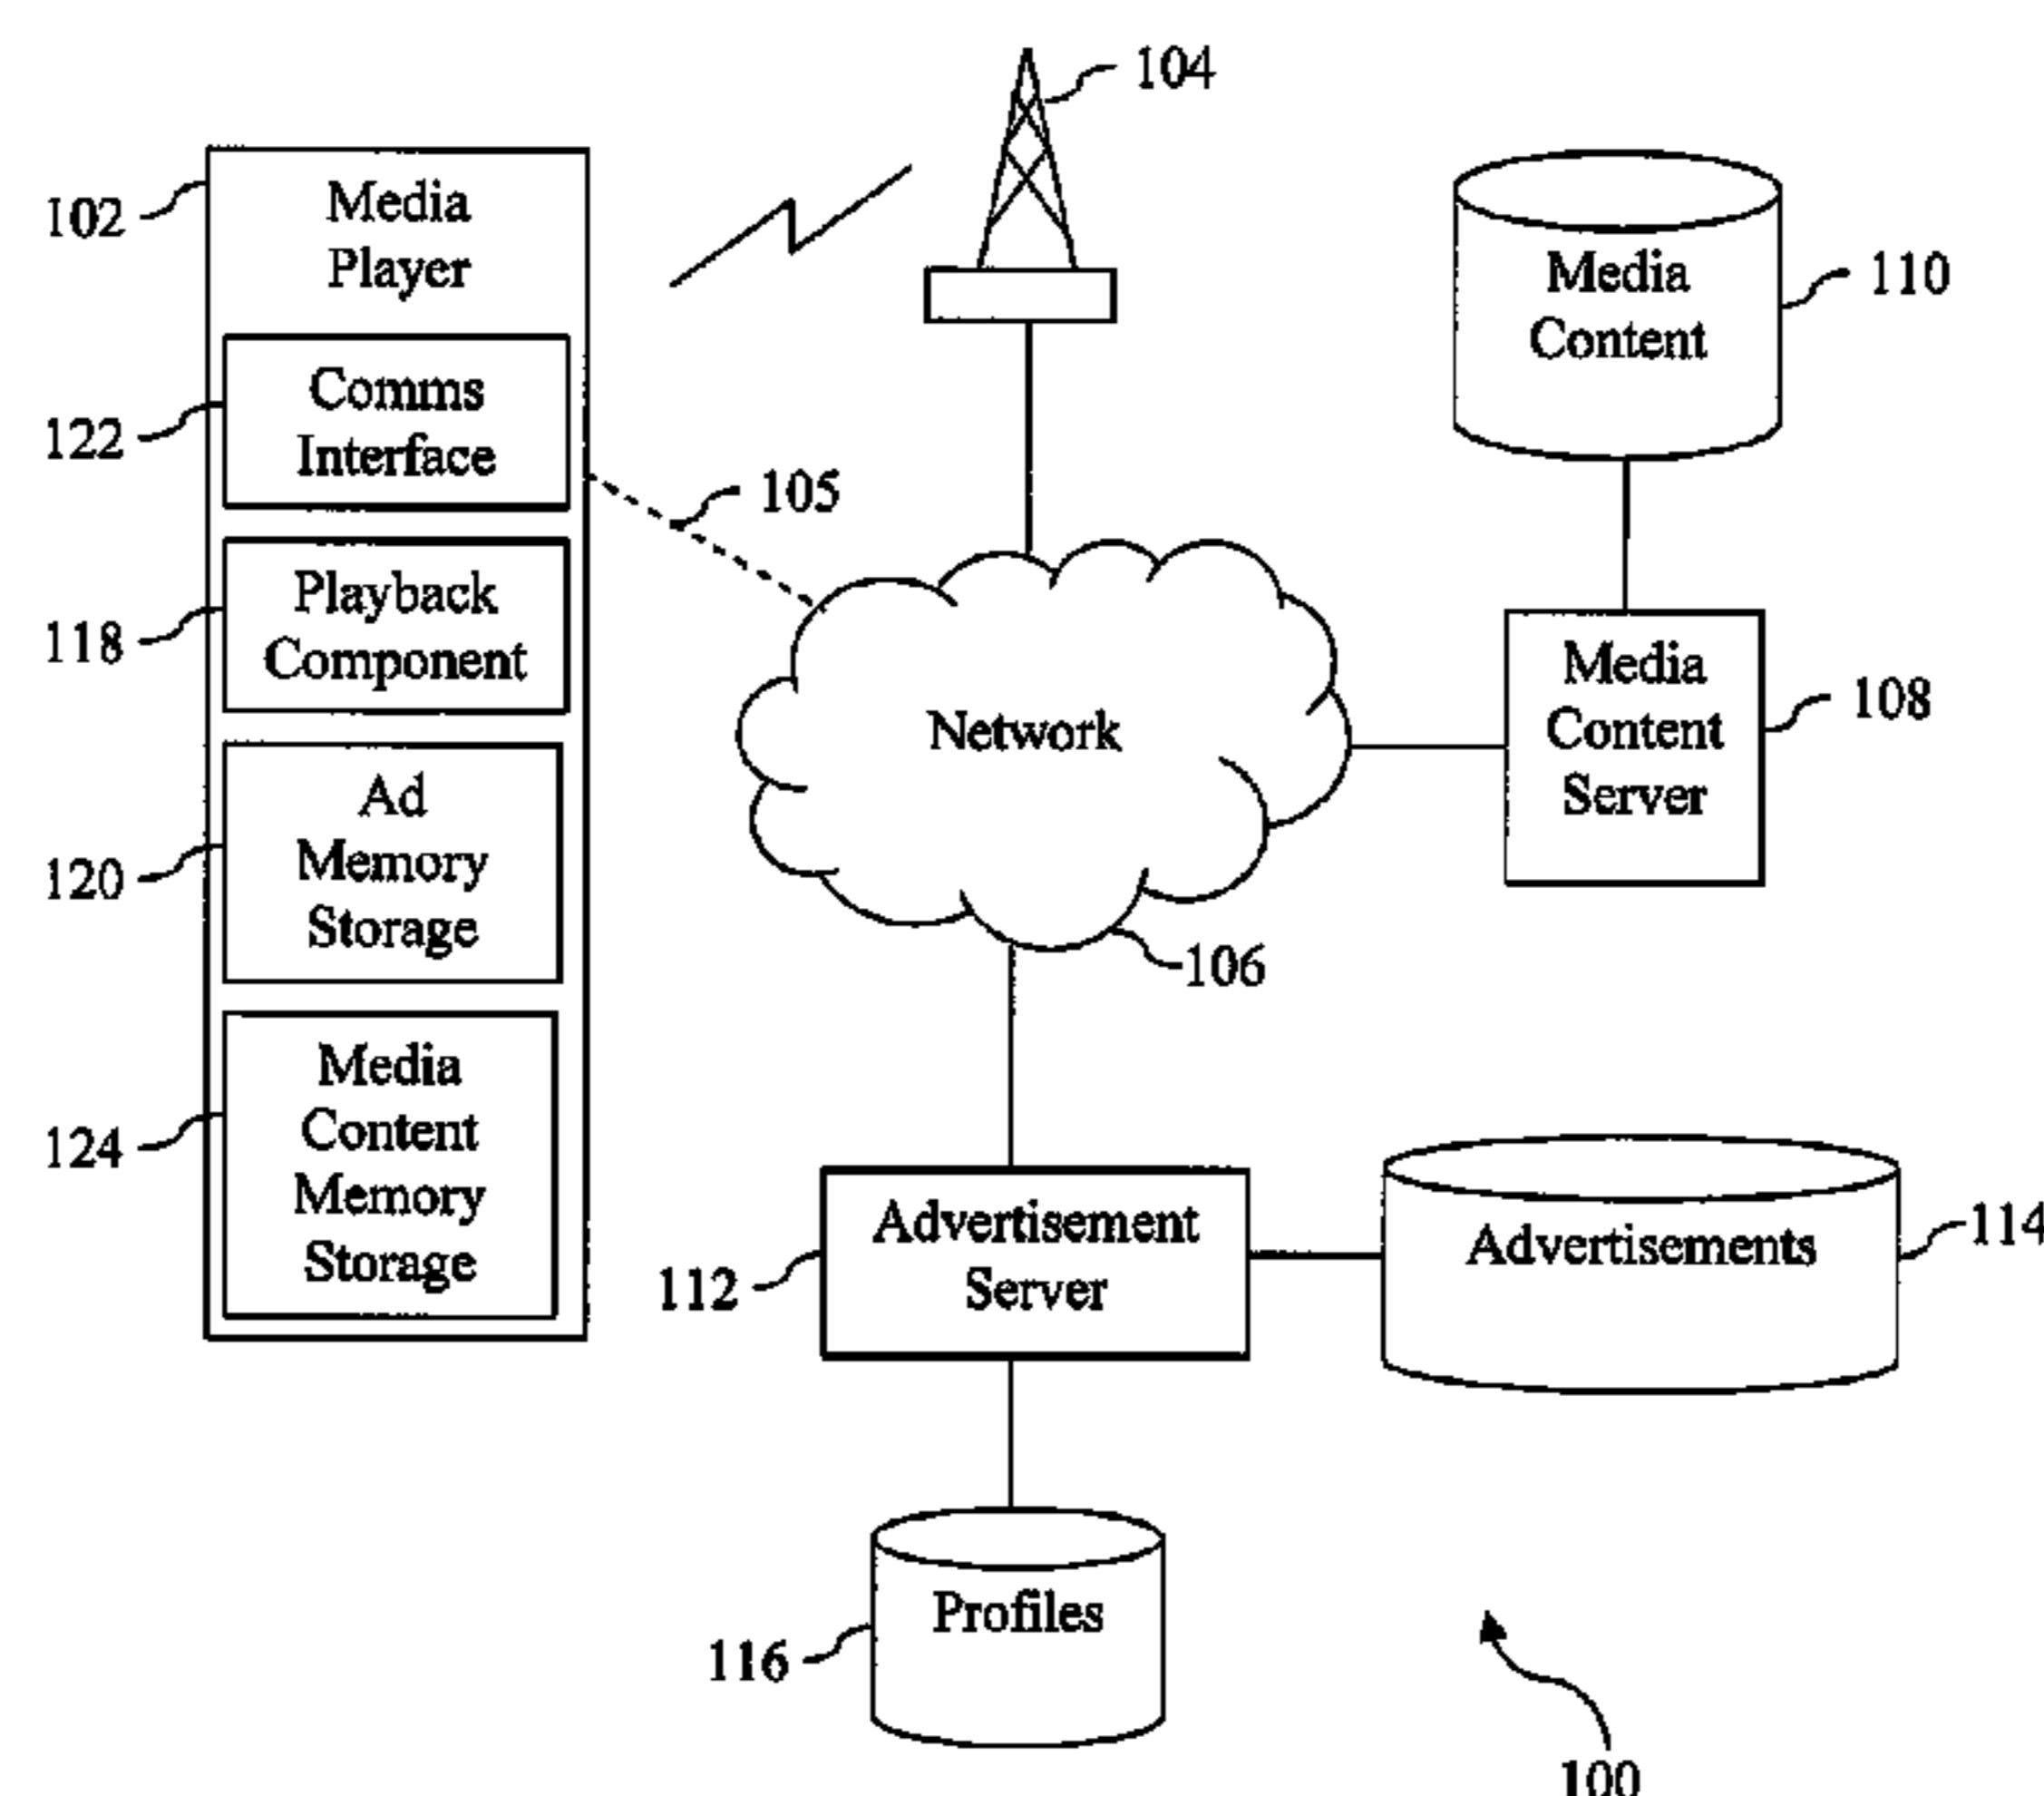 104
102
Media
Player
Media
Content
110
122
Comms
Interface
105
118
Playback
Component
Network
Media
Content
Server
108
120
Ad
Memory
Storage
106
124
Media
Content
Memory
Storage
112
Advertisement
Server
Advertisements
114
116
Profiles
100